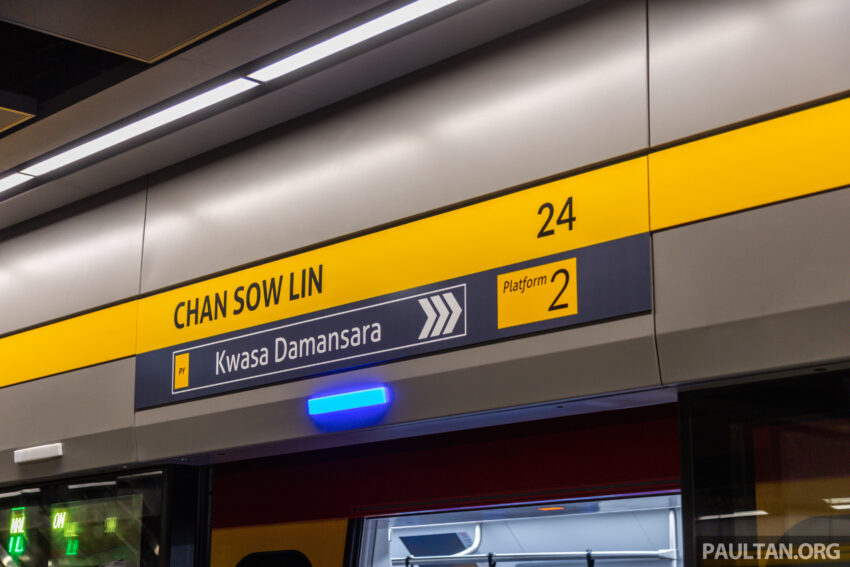 24
CHAN SOW LIN
Platform 2
PY Kwasa Damansara
PAULTAN.ORG